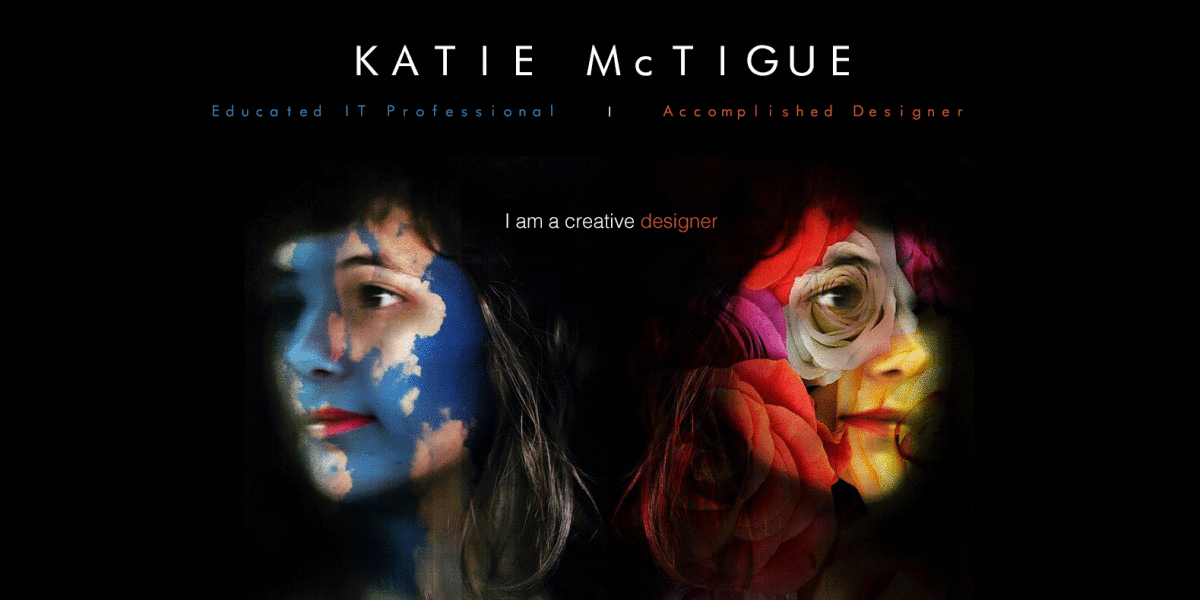 KATIE McTIGUE
Educated IT Professional | Accomplished Designer
I am a creative designer